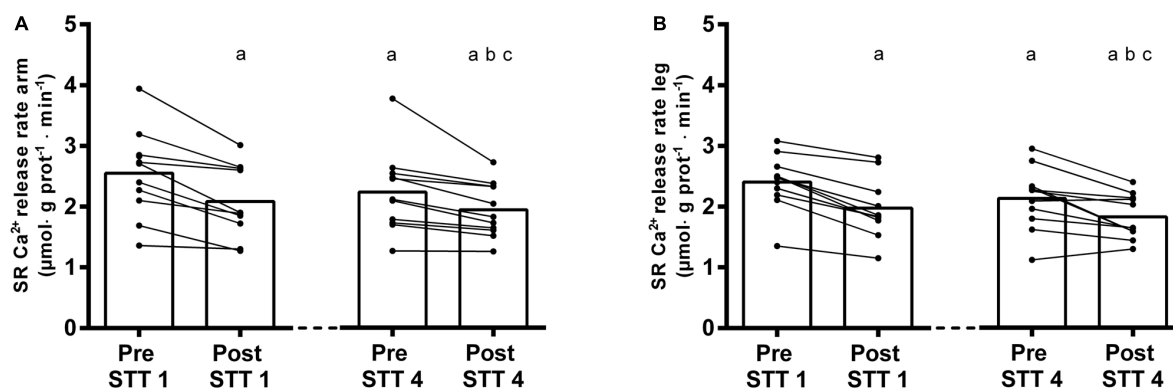 A
SR Ca²⁺ release rate arm
(µmol· g prot⁻¹ · min⁻¹)
5
4
3
2
1
0
a
a
a b c
Pre
STT 1
Post
STT 1
Pre
STT 4
Post
STT 4
B
SR Ca²⁺ release rate leg
(µmol· g prot⁻¹ · min⁻¹)
5
4
3
2
1
0
a
a
a b c
Pre
STT 1
Post
STT 1
Pre
STT 4
Post
STT 4